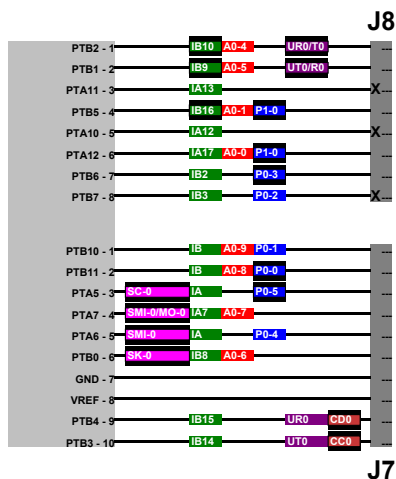 J8
PTB2 - 1 IB10 A0-4 UR0/T0 ---
PTB1 - 2 IB9 A0-5 UT0/R0 ---
PTA11 - 3 IA13 X---
PTB5 - 4 IB16 A0-1 P1-0 ---
PTA10 - 5 IA12 X---
PTA12 - 6 IA17 A0-0 P1-0 ---
PTB6 - 7 IB2 P0-3 ---
PTB7 - 8 IB3 P0-2 X---
PTB10 - 1 IB A0-9 P0-1 ---
PTB11 - 2 IB A0-8 P0-0 ---
PTA5 - 3 SC-0 IA P0-5 ---
PTA7 - 4 SMI-0/MO-0 IA7 A0-7 ---
PTA6 - 5 SMI-0 IA P0-4 ---
PTB0 - 6 SK-0 IB8 A0-6 ---
GND - 7 ---
VREF - 8 ---
PTB4 - 9 IB15 UR0 CD0 ---
PTB3 - 10 IB14 UT0 CC0 ---
J7